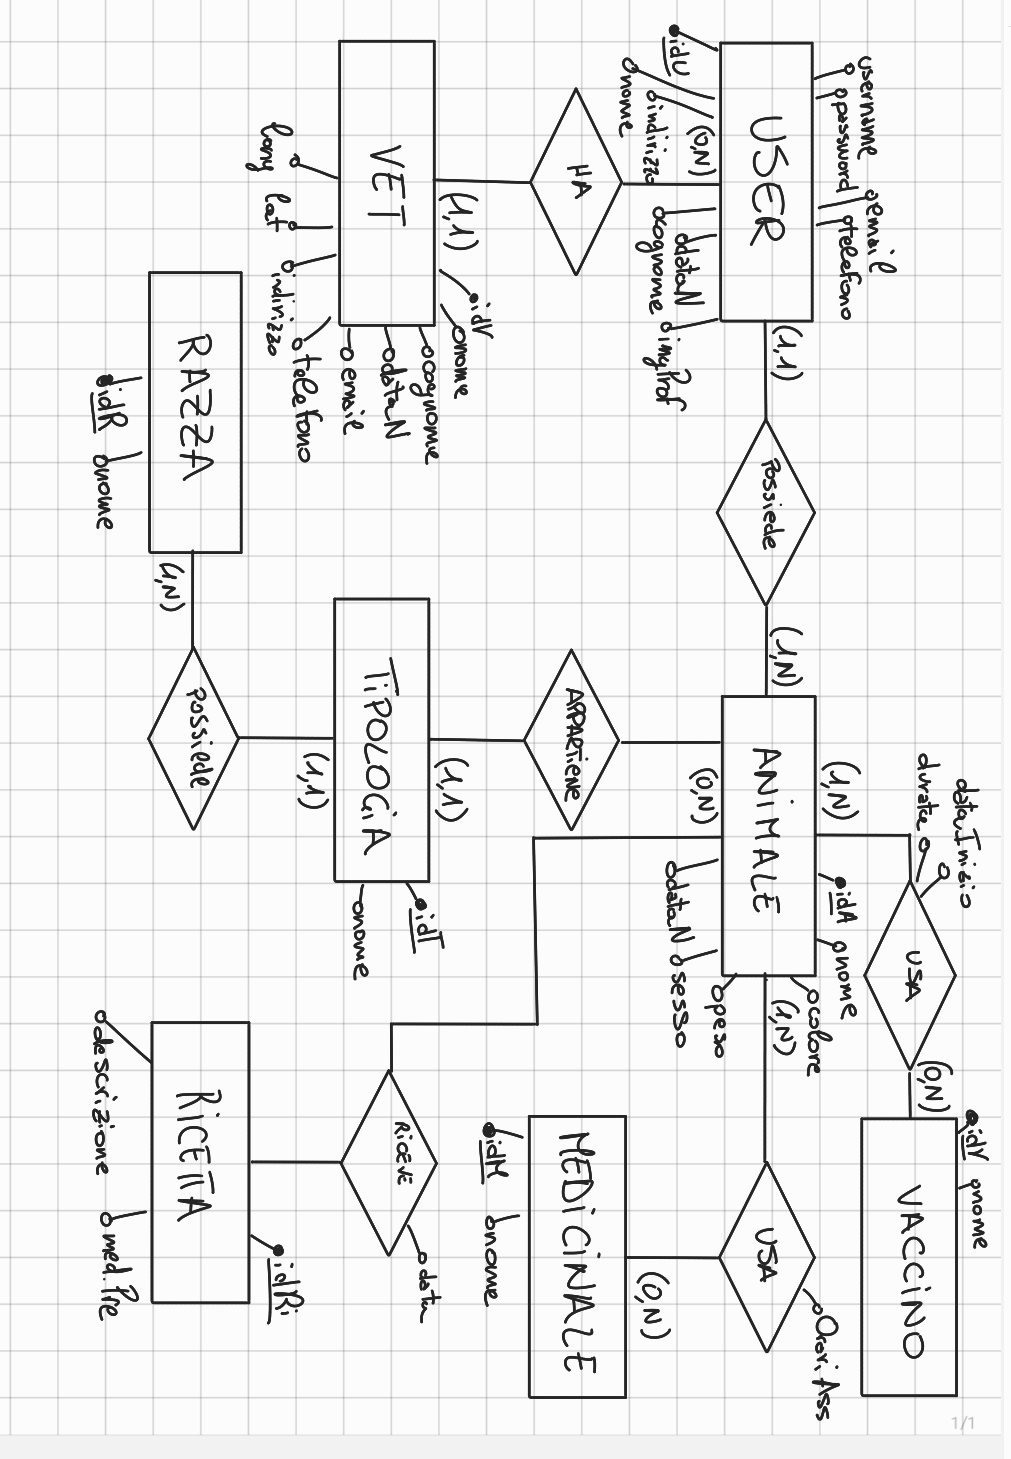 username
password
email
telefono
USER
idU
nome
indirizzo
(0,N)
cognome
dataN
imgProf
(1,1)
Possiede
(1,N)
ANIMALE
(1,N)
idA
nome
colore
peso
sesso
dataN
(0,N)
(1,N)
dataInizio
durata
USA
(0,N)
VACCINO
idV
nome
HA
(1,1)
VET
idV
nome
cognome
dataN
email
telefono
indirizzo
lat
long
APPARTIENE
(1,1)
TIPOLOGIA
idT
nome
(1,1)
Possiede
(1,N)
RAZZA
idR
nome
USA
Orari.Ass
(0,N)
MEDICINALE
idM
nome
RICEVE
data
RICETTA
idRi
descrizione
med.Pre
1/1